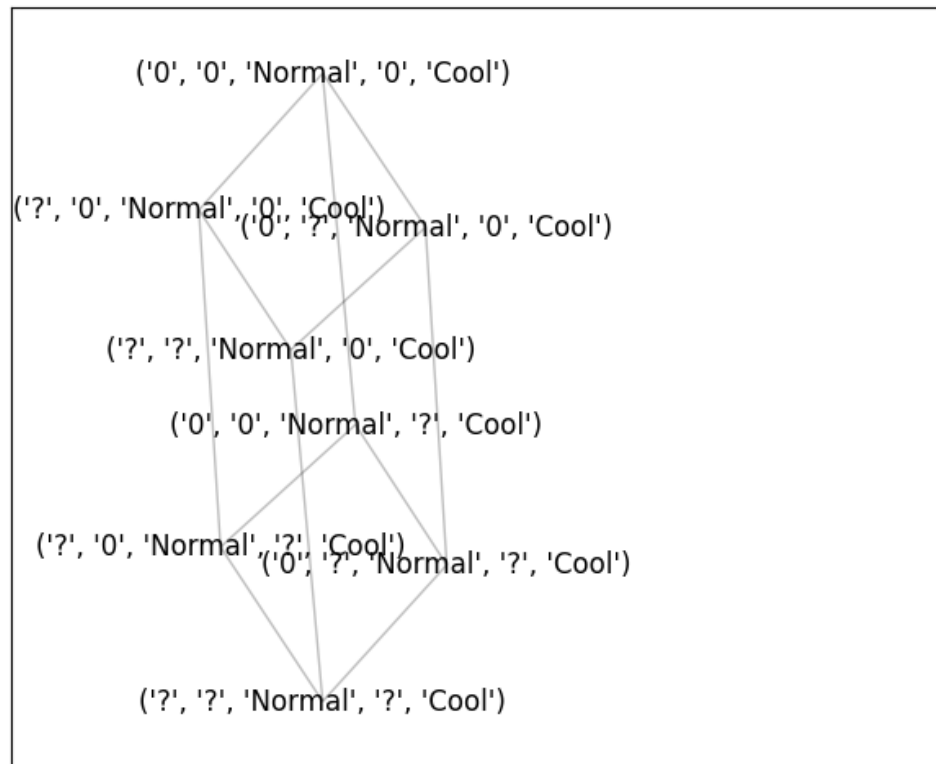 ('0', '0', 'Normal', '0', 'Cool')
('?', '0', 'Normal', '0', 'Cool')
('0', '?', 'Normal', '0', 'Cool')
('?', '?', 'Normal', '0', 'Cool')
('0', '0', 'Normal', '?', 'Cool')
('?', '0', 'Normal', '?', 'Cool')
('0', '?', 'Normal', '?', 'Cool')
('?', '?', 'Normal', '?', 'Cool')